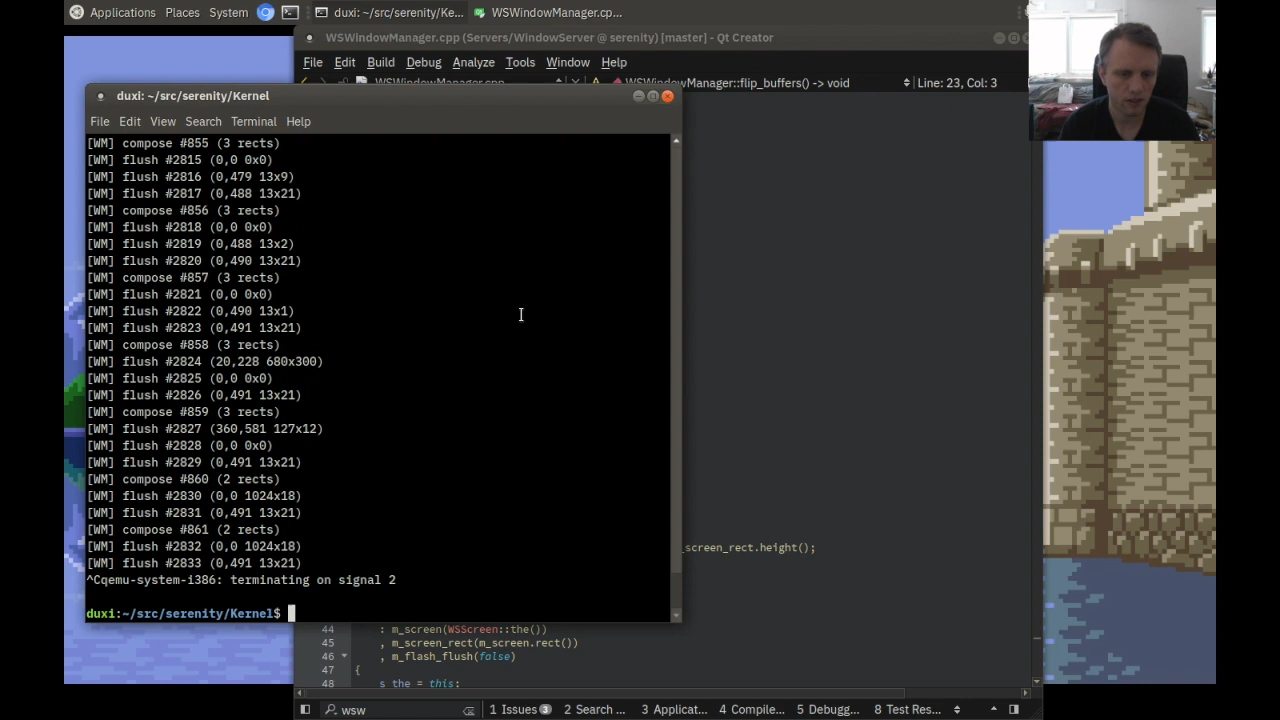 Applications Places System duxi: ~/src/serenity/Ke... WSWindowManager.cp...
WSWindowManager.cpp (Servers/WindowServer @ serenity) [master] - Qt Creator
File Edit Build Debug Analyze Tools Window Help
WSWindowManager.cpp WSWindowManager::flip_buffers() -> void Line: 23, Col: 3
duxi: ~/src/serenity/Kernel
File Edit View Search Terminal Help
[WM] compose #855 (3 rects)
[WM] flush #2815 (0,0 0x0)
[WM] flush #2816 (0,479 13x9)
[WM] flush #2817 (0,488 13x21)
[WM] compose #856 (3 rects)
[WM] flush #2818 (0,0 0x0)
[WM] flush #2819 (0,488 13x2)
[WM] flush #2820 (0,490 13x21)
[WM] compose #857 (3 rects)
[WM] flush #2821 (0,0 0x0)
[WM] flush #2822 (0,490 13x1)
[WM] flush #2823 (0,491 13x21)
[WM] compose #858 (3 rects)
[WM] flush #2824 (20,228 680x300)
[WM] flush #2825 (0,0 0x0)
[WM] flush #2826 (0,491 13x21)
[WM] compose #859 (3 rects)
[WM] flush #2827 (360,581 127x12)
[WM] flush #2828 (0,0 0x0)
[WM] flush #2829 (0,491 13x21)
[WM] compose #860 (2 rects)
[WM] flush #2830 (0,0 1024x18)
[WM] flush #2831 (0,491 13x21)
[WM] compose #861 (2 rects)
[WM] flush #2832 (0,0 1024x18)
[WM] flush #2833 (0,491 13x21)
^Cqemu-system-i386: terminating on signal 2
duxi:~/src/serenity/Kernel$
_screen_rect.height();
44 : m_screen(WSScreen::the())
45 , m_screen_rect(m_screen.rect())
46 , m_flash_flush(false)
47 {
48 s the = this;
wsw 1 Issues 3 2 Search ... 3 Applicat... 4 Compile... 5 Debugg... 8 Test Res...